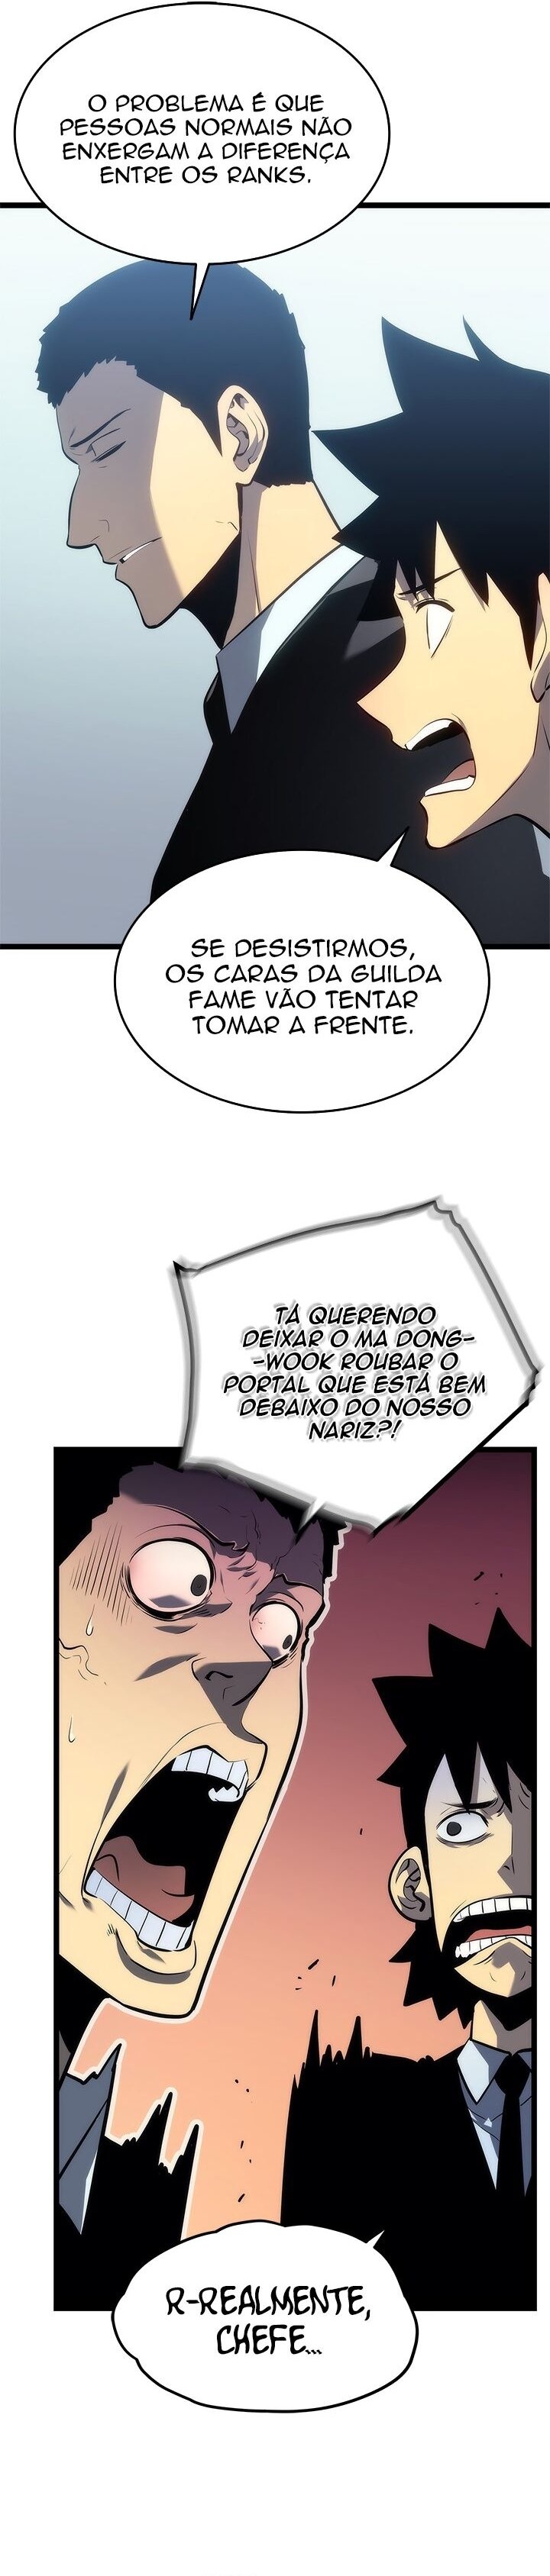 O PROBLEMA É QUE
PESSOAS NORMAIS NÃO
ENXERGAM A DIFERENÇA
ENTRE OS RANKS.
SE DESISTIRMOS,
OS CARAS DA GUILDA
FAME VÃO TENTAR
TOMAR A FRENTE.
TÁ QUERENDO
DEIXAR O MA DONG-
-WOOK ROUBAR O
PORTAL QUE ESTÁ BEM
DEBAIXO DO NOSSO
NARIZ?!
R-REALMENTE,
CHEFE...